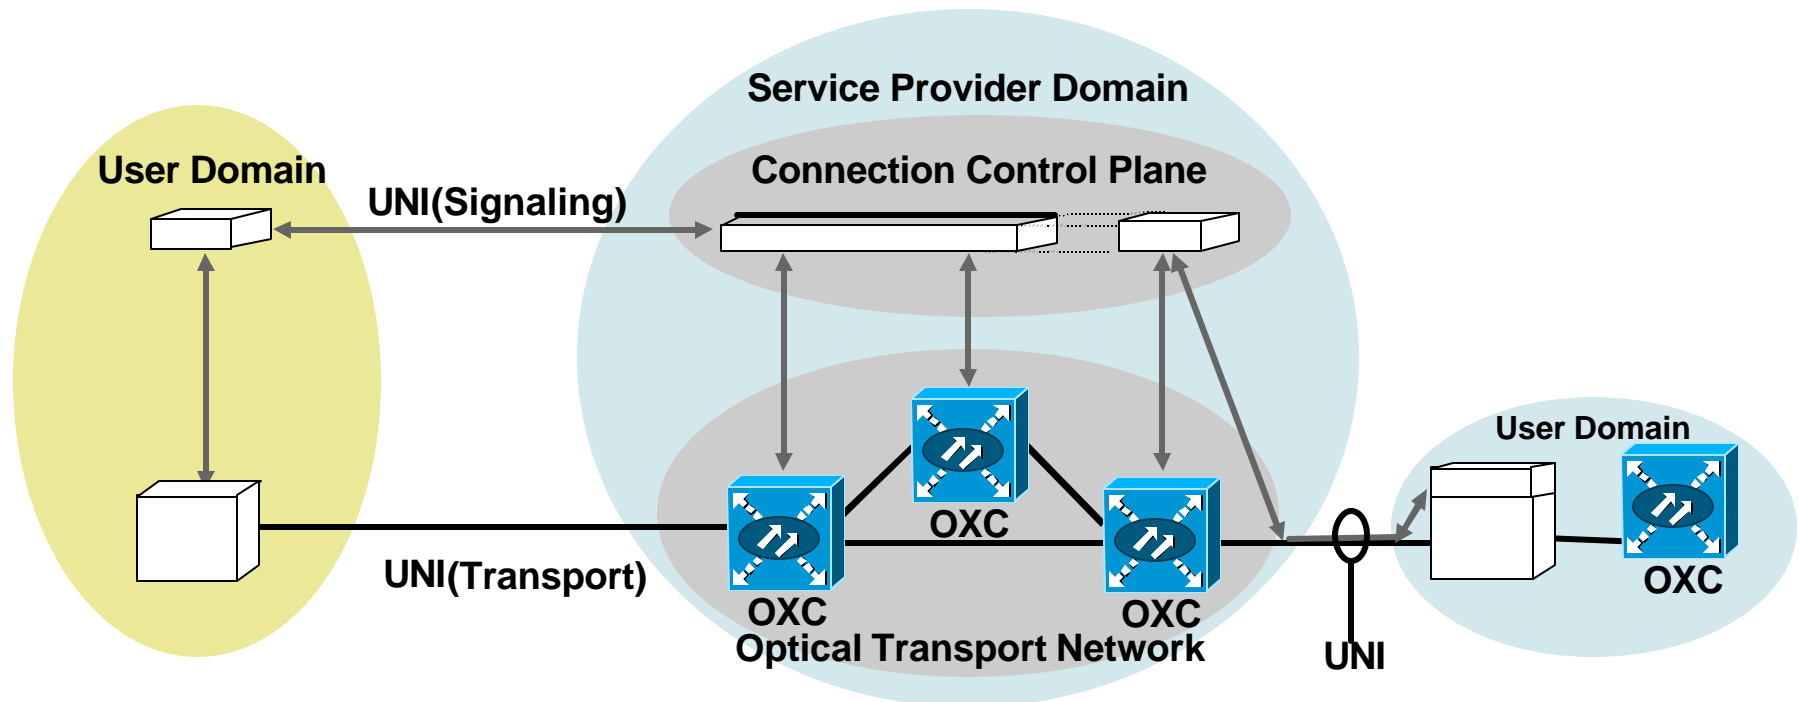 Service Provider Domain
User Domain
Connection Control Plane
UNI(Signaling)
User Domain
OXC
UNI(Transport)
OXC
OXC
OXC
Optical Transport Network
UNI